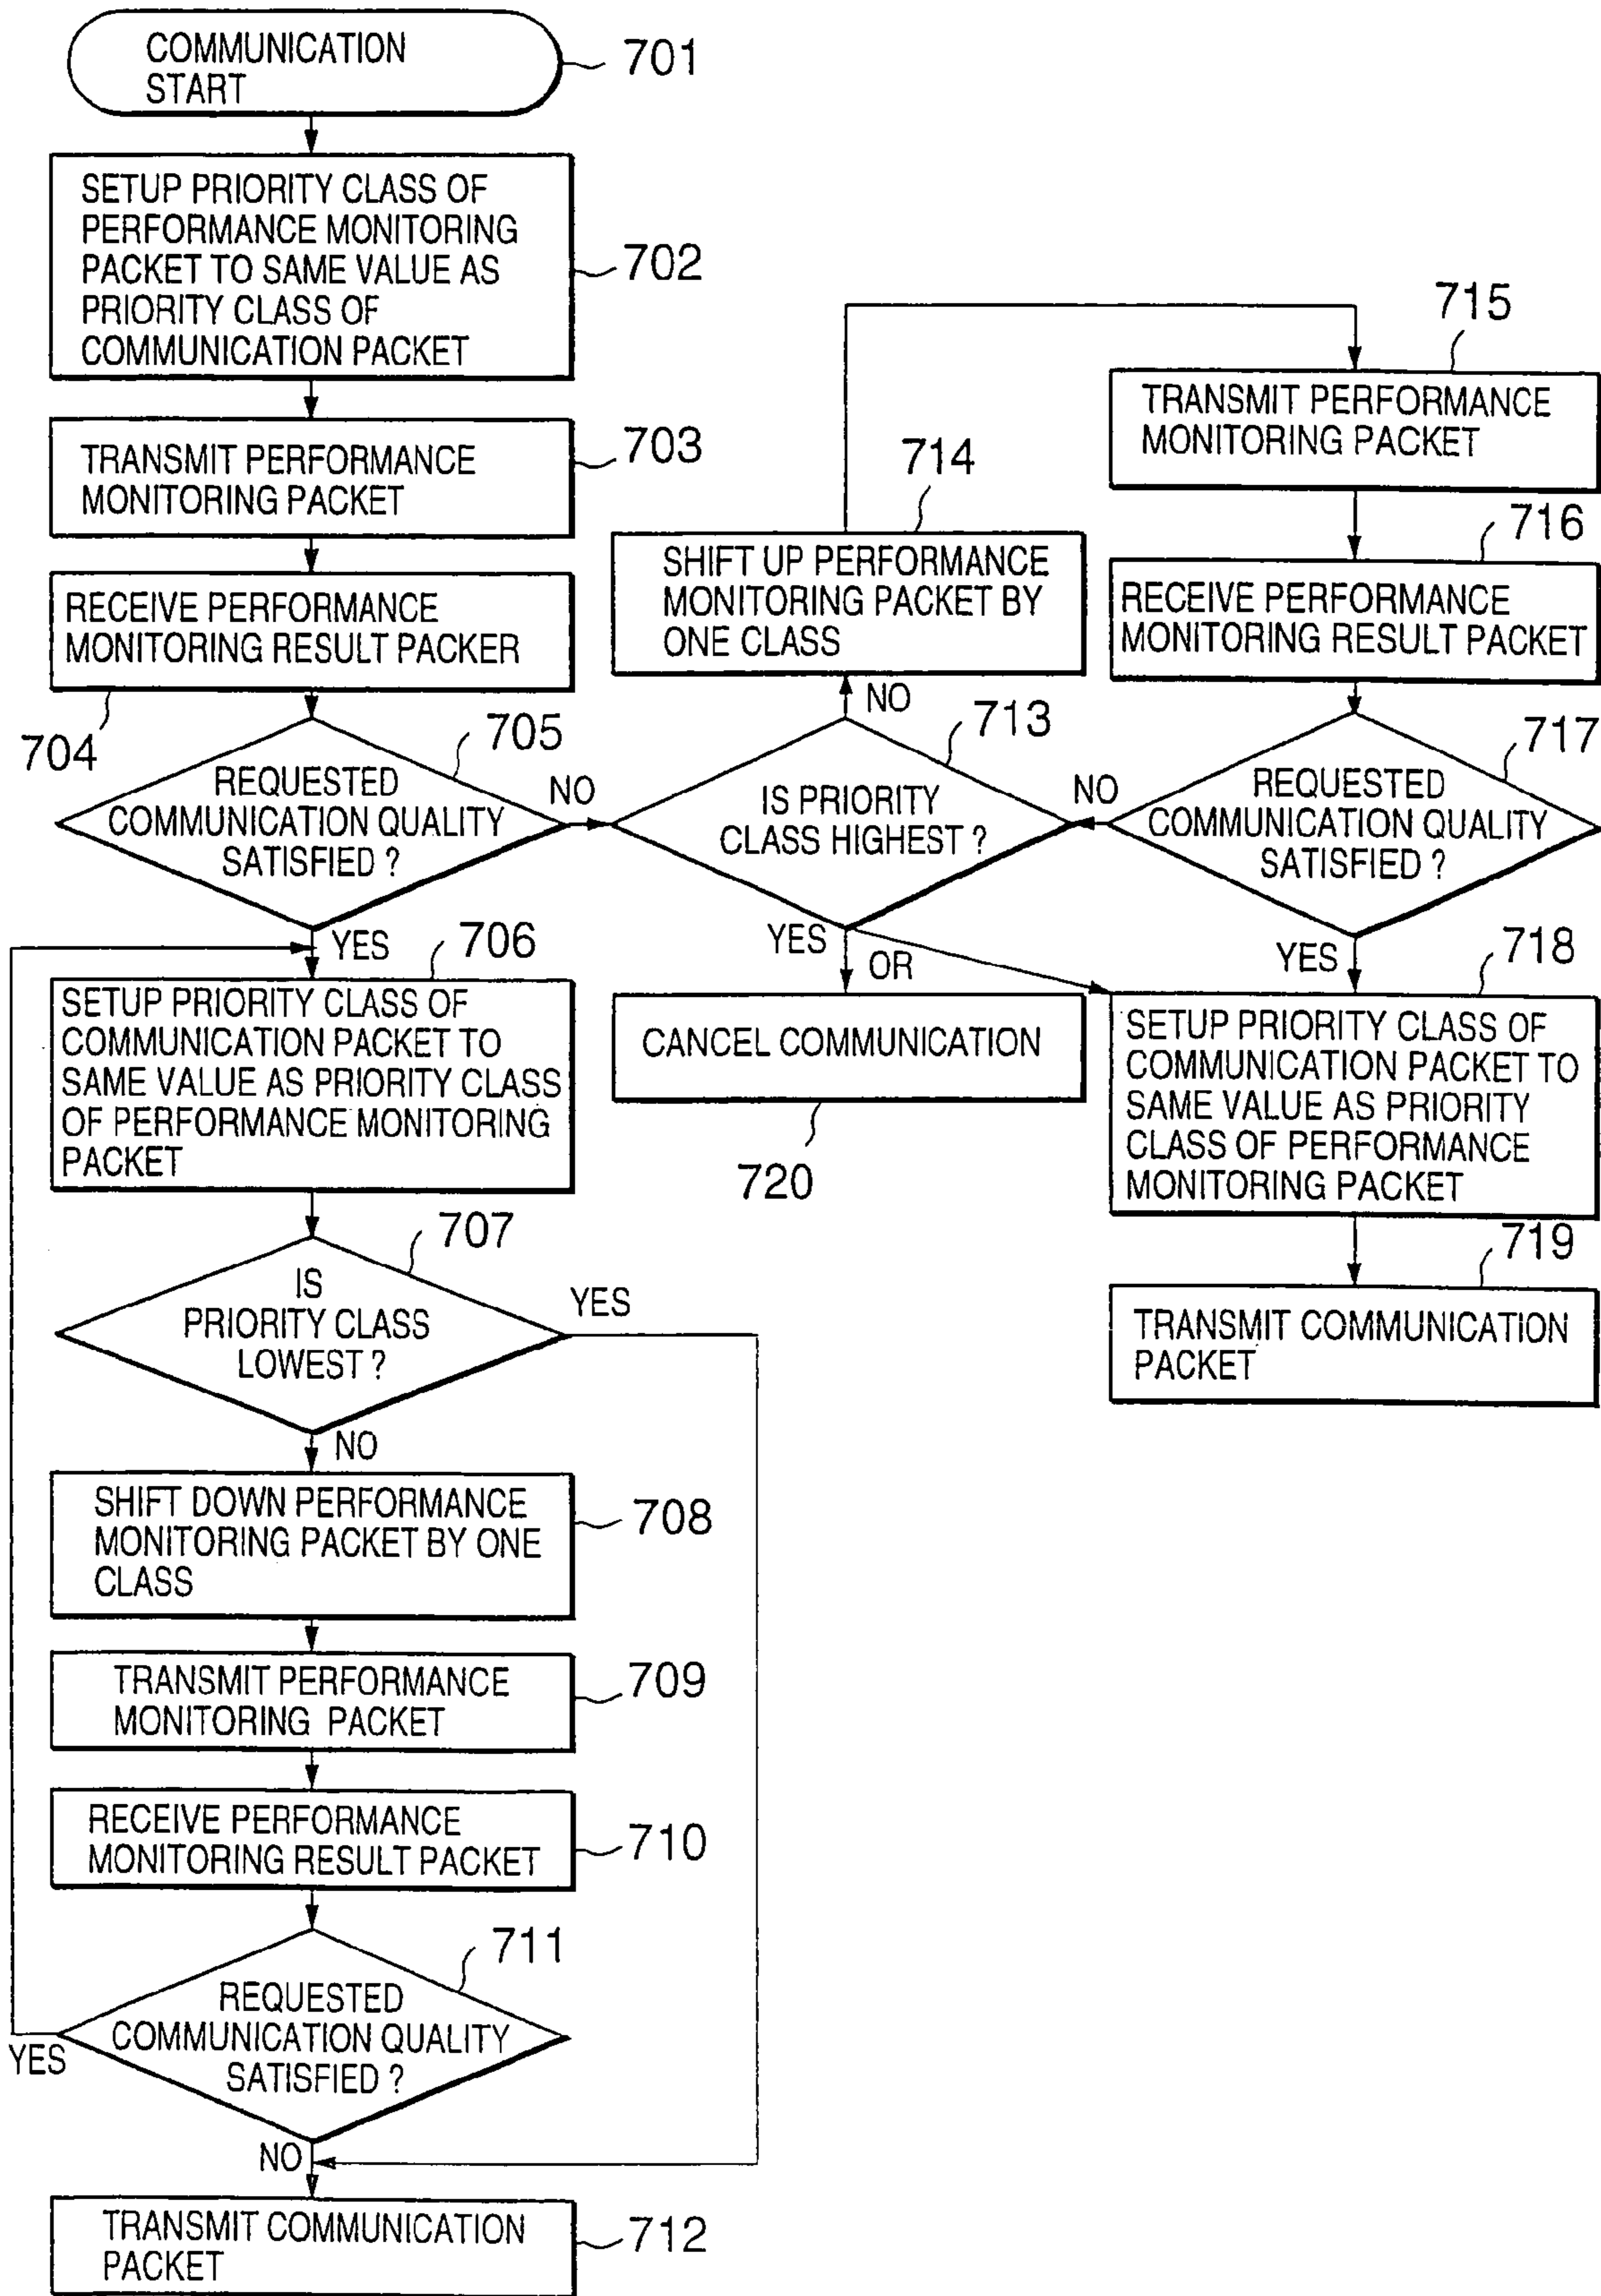 COMMUNICATION
START
701
SETUP PRIORITY CLASS OF
PERFORMANCE MONITORING
PACKET TO SAME VALUE AS
PRIORITY CLASS OF
COMMUNICATION PACKET
702
TRANSMIT PERFORMANCE
MONITORING PACKET
703
RECEIVE PERFORMANCE
MONITORING RESULT PACKER
704
REQUESTED
COMMUNICATION QUALITY
SATISFIED ?
705
NO
YES
SETUP PRIORITY CLASS OF
COMMUNICATION PACKET TO
SAME VALUE AS PRIORITY CLASS
OF PERFORMANCE MONITORING
PACKET
706
IS
PRIORITY CLASS
LOWEST ?
707
YES
NO
SHIFT DOWN PERFORMANCE
MONITORING PACKET BY ONE
CLASS
708
TRANSMIT PERFORMANCE
MONITORING PACKET
709
RECEIVE PERFORMANCE
MONITORING RESULT PACKET
710
REQUESTED
COMMUNICATION QUALITY
SATISFIED ?
711
YES
NO
TRANSMIT COMMUNICATION
PACKET
712
IS PRIORITY
CLASS HIGHEST ?
713
NO
YES
OR
SHIFT UP PERFORMANCE
MONITORING PACKET BY
ONE CLASS
714
CANCEL COMMUNICATION
720
TRANSMIT PERFORMANCE
MONITORING PACKET
715
RECEIVE PERFORMANCE
MONITORING RESULT PACKET
716
REQUESTED
COMMUNICATION QUALITY
SATISFIED ?
717
NO
YES
SETUP PRIORITY CLASS OF
COMMUNICATION PACKET TO
SAME VALUE AS PRIORITY
CLASS OF PERFORMANCE
MONITORING PACKET
718
TRANSMIT COMMUNICATION
PACKET
719